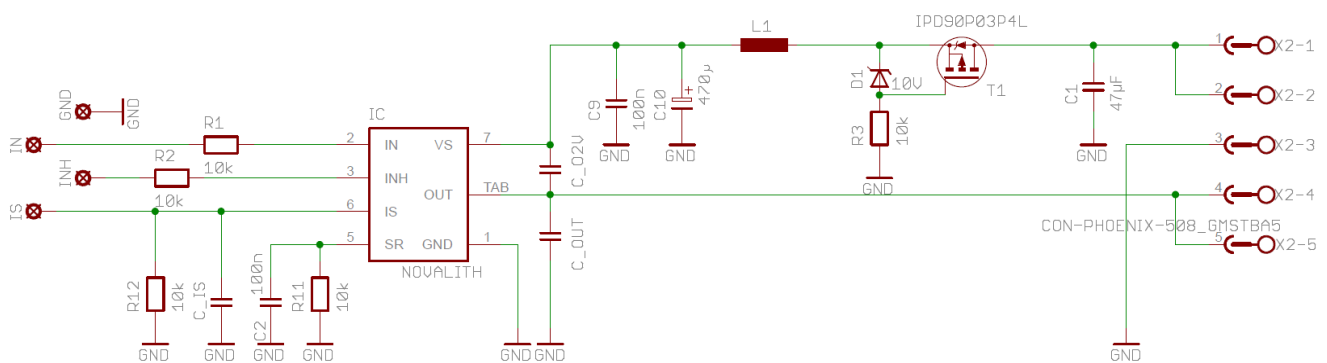 IPD90P03P4L
L1
1
X2-1
D1
10V
T1
C9
100n
C10
+
470µ
C1
47µF
2
X2-2
GND
GND
R3
10k
GND
GND
GND
GND
IN
R1
10k
2
IC
IN
VS
7
3
X2-3
INH
R2
10k
3
INH
C_O2V
GND
OUT
TAB
4
X2-4
IS
6
IS
CON-PHOENIX-508_GMSTBA5
5
SR
GND
1
C_OUT
5
X2-5
NOVALITH
R12
10k
C_IS
C2
100n
R11
10k
GND
GND
GND
GND
GND
GND
GND